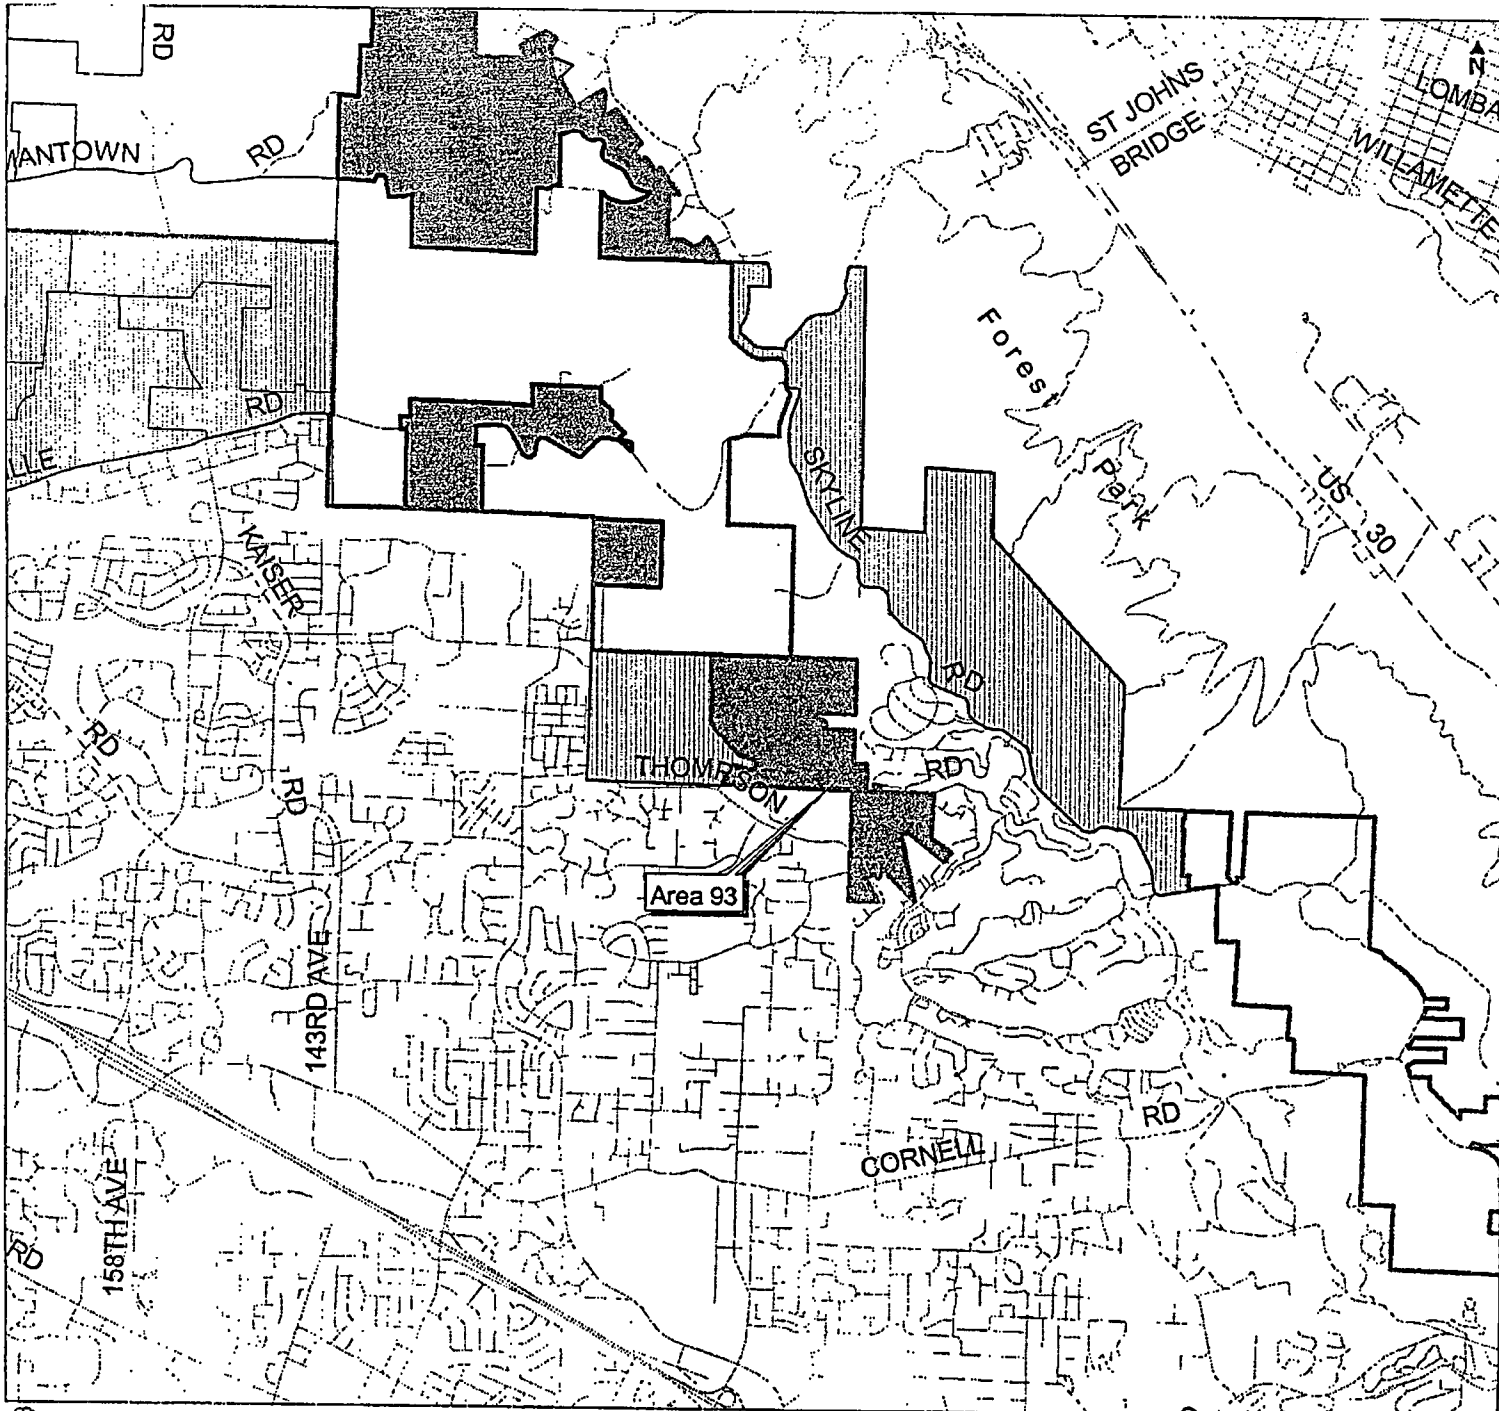 RD
N
LOMBA
ST JOHNS
BRIDGE
WILLAMETTE
ANTOWN
RD
Forest
Park
RD
LLE
SKYLINE
US 30
KAISER
RD
RD
RD
THOMPSON
RD
RD
Area 93
143RD AVE
CORNELL
RD
158TH AVE
RD